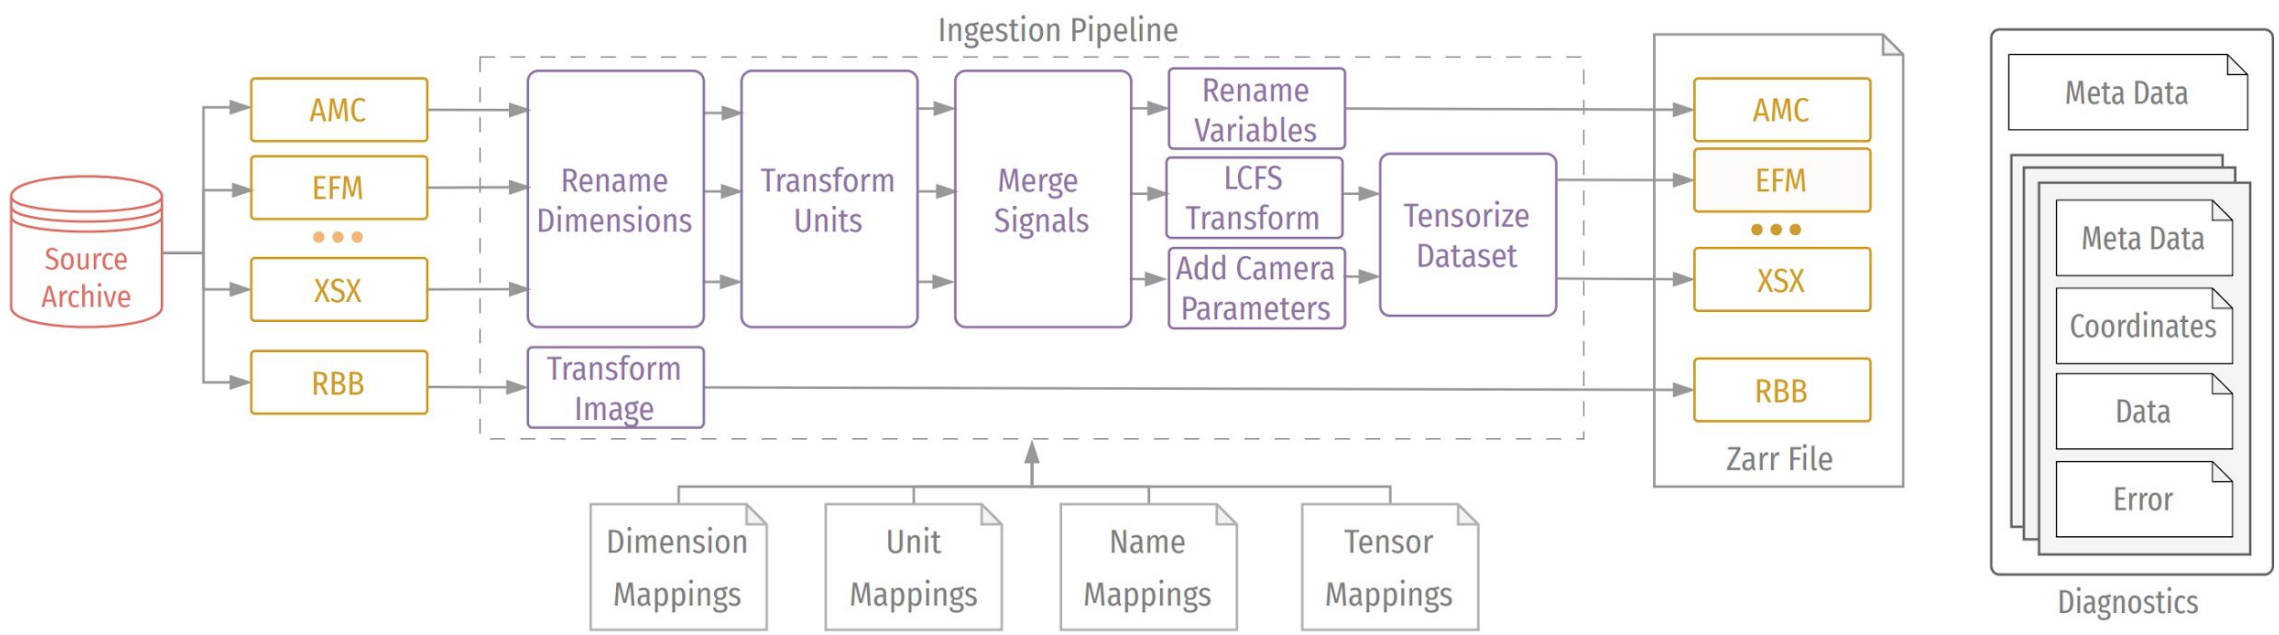 Ingestion Pipeline
Source
Archive
AMC
EFM
XSX
RBB
Rename
Dimensions
Transform
Units
Merge
Signals
Rename
Variables
LCFS
Transform
Add Camera
Parameters
Tensorize
Dataset
Transform
Image
AMC
EFM
XSX
RBB
Zarr File
Dimension
Mappings
Unit
Mappings
Name
Mappings
Tensor
Mappings
Meta Data
Meta Data
Coordinates
Data
Error
Diagnostics